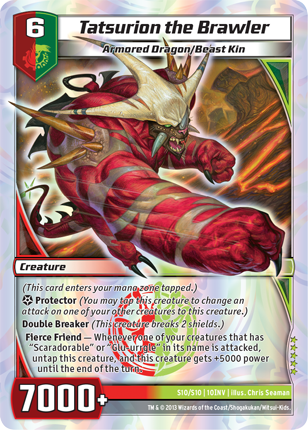 6
Tatsurion the Brawler
Armored Dragon/Beast Kin
Creature
(This card enters your mana zone tapped.)
Protector (You may tap this creature to change an
attack on one of your other creatures to this creature.)
Double Breaker (This creature breaks 2 shields.)
Fierce Friend — Whenever one of your creatures that has
"Scaradorable" or "Glu-urrgle" in its name is attacked,
untap this creature, and this creature gets +5000 power
until the end of the turn.
7000+
S10/S10 | 10INV | Illus. Chris Seaman
TM & © 2013 Wizards of the Coast/Shogakukan/Mitsui-Kids.